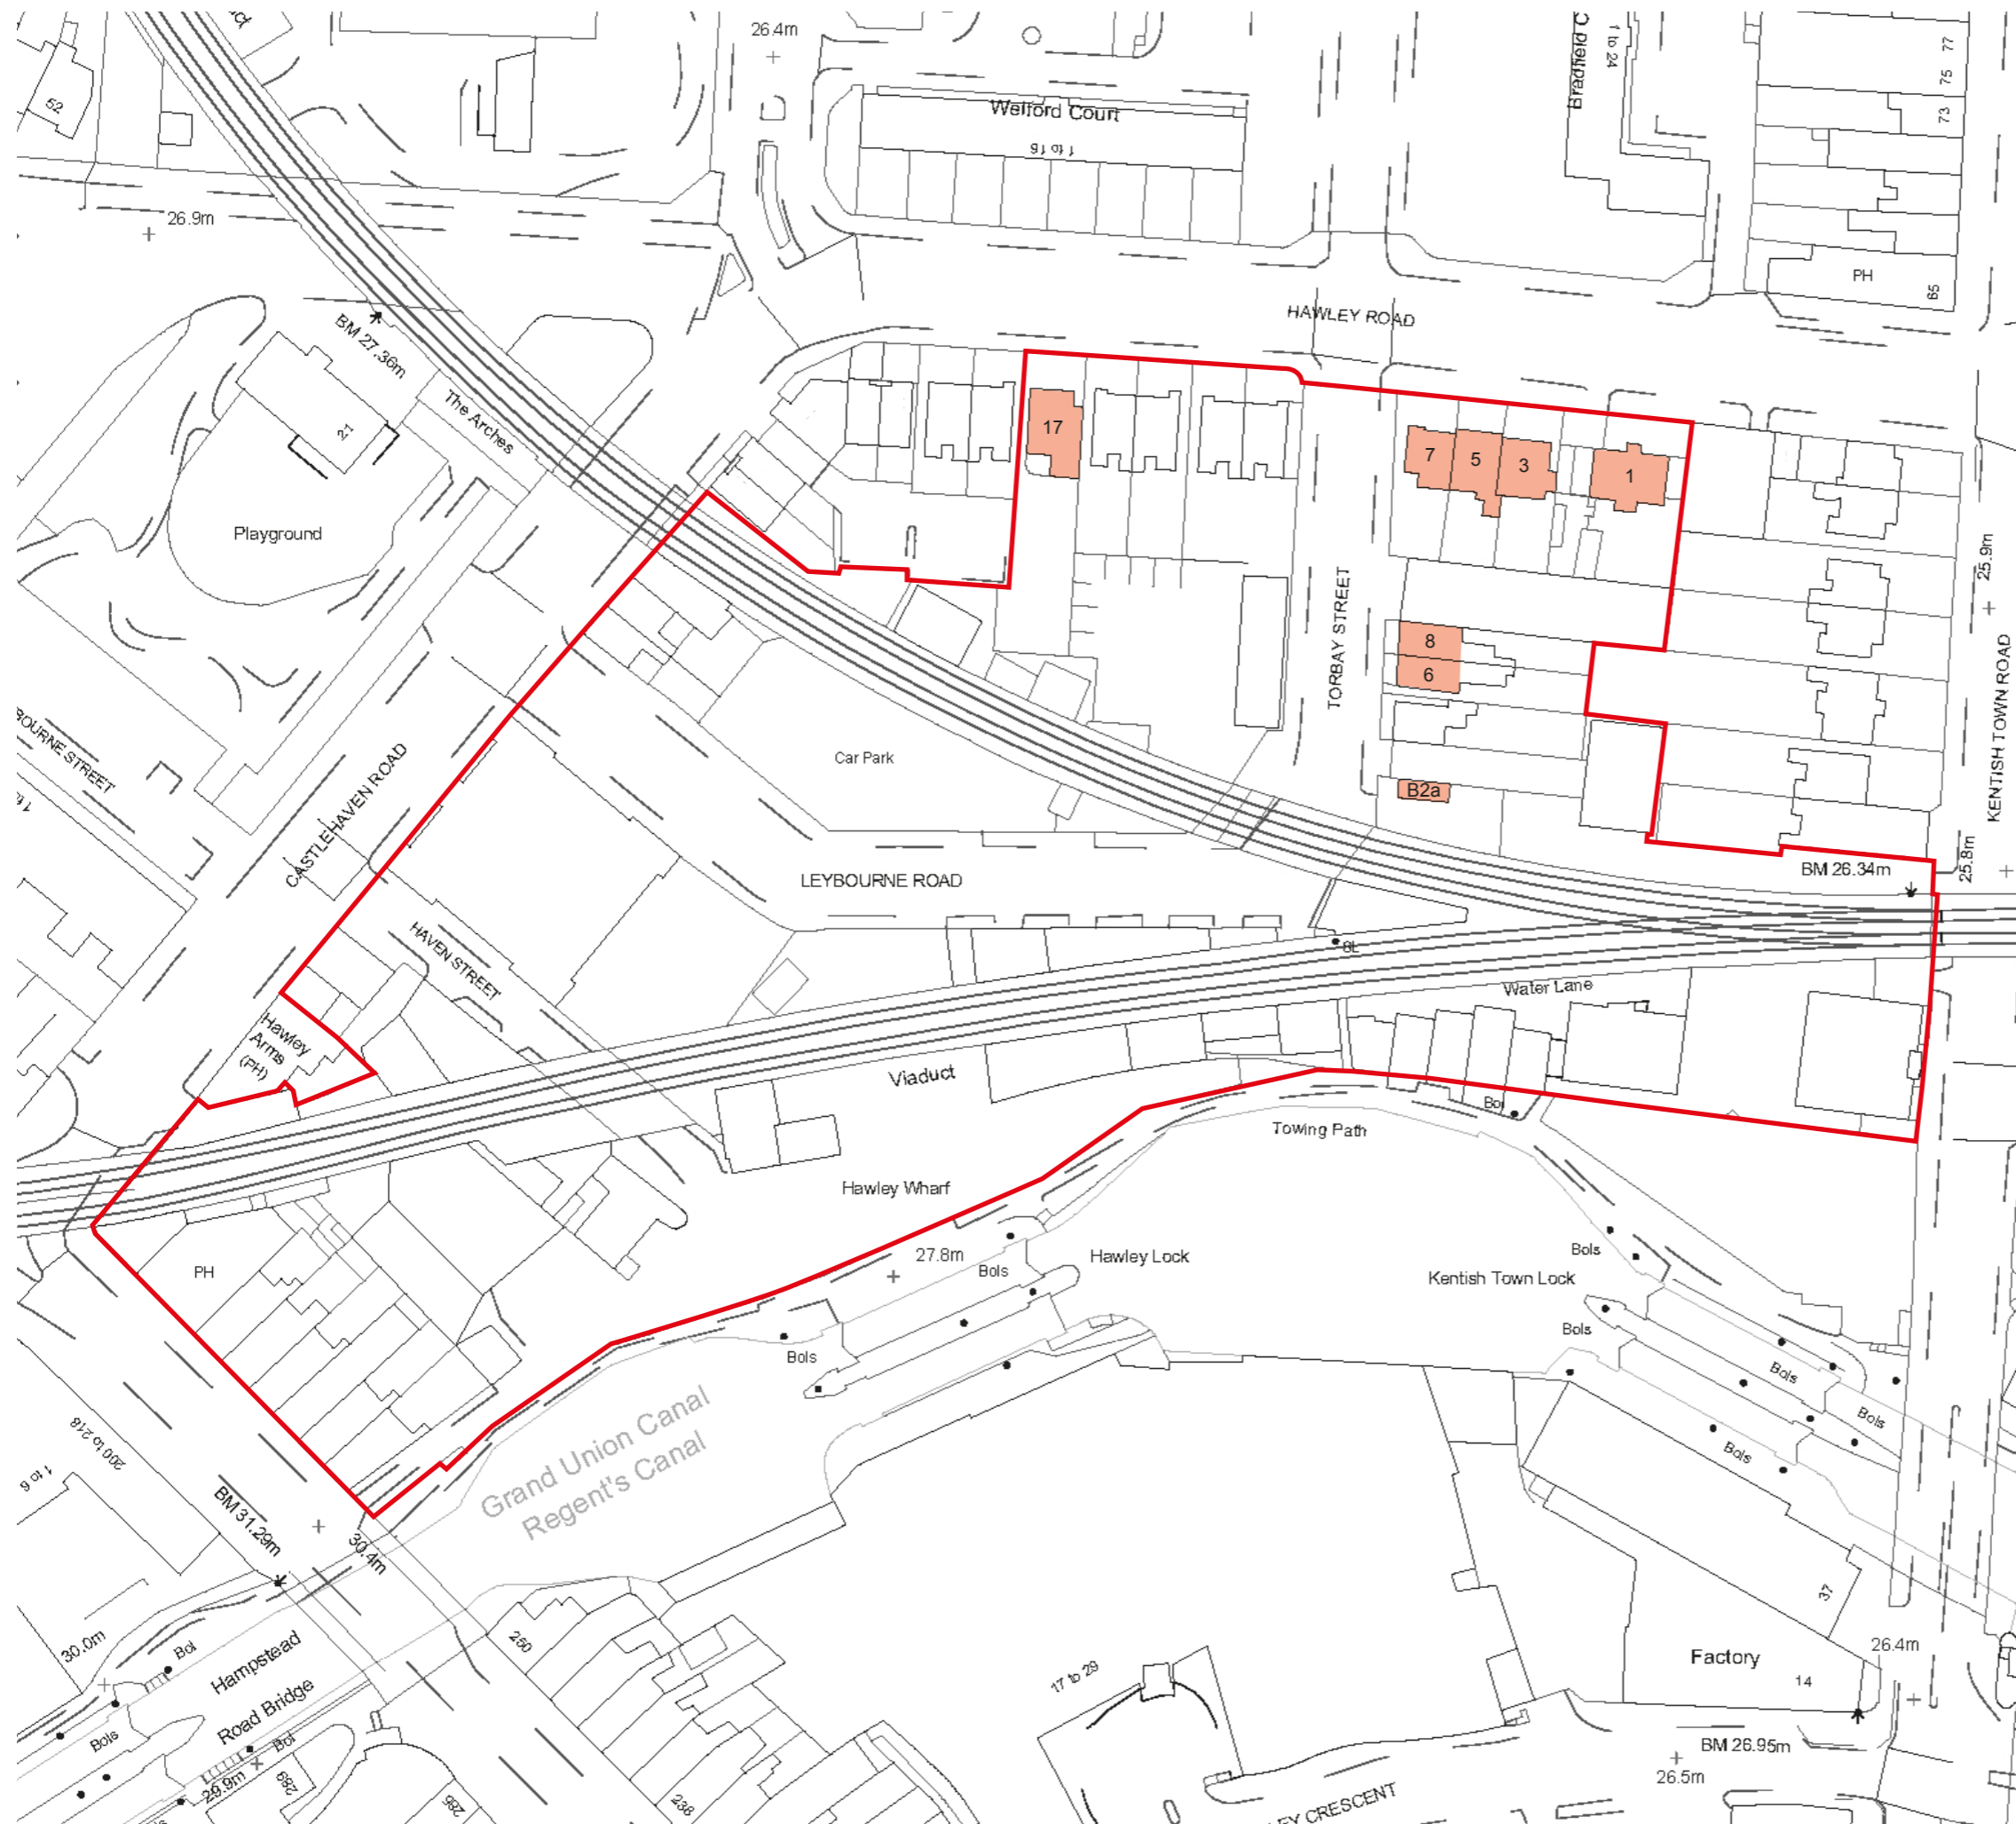 26.4m
Bradfield C
1 to 24
77
75
73
52
Welford Court
1 to 16
26.9m
PH
65
HAWLEY ROAD
BM 27.36m
The Arches
21
Playground
17
7
5
3
1
25.9m
TORBAY STREET
8
6
KENTISH TOWN ROAD
BOURNE STREET
CASTLEHAVEN ROAD
Car Park
B2a
25.8m
BM 26.34m
LEYBOURNE ROAD
HAVEN STREET
SL
Water Lane
Hawley
Arms
(PH)
Viaduct
Bol
Towing Path
Hawley Wharf
PH
27.8m
Bols
Hawley Lock
Bols
Kentish Town Lock
Bols
Bols
Bols
Bols
Bols
Grand Union Canal
Regent's Canal
200 to 218
1 to 6
BM 31.29m
30.4m
30.0m
Bol
Hampstead
Road Bridge
Bol
Bols
29.9m
289
286
250
238
17 to 29
37
26.4m
Factory
14
BM 26.95m
26.5m
LEY CRESCENT